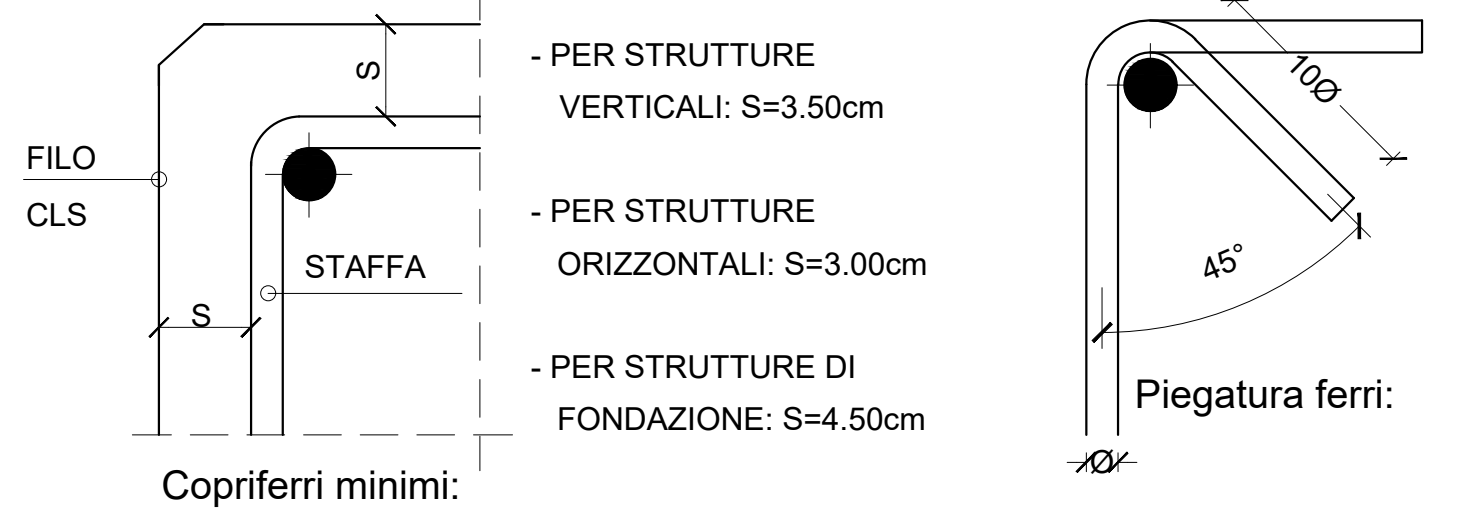 S
FILO
CLS
STAFFA
S
Copriferri minimi:
- PER STRUTTURE
VERTICALI: S=3.50cm
- PER STRUTTURE
ORIZZONTALI: S=3.00cm
- PER STRUTTURE DI
FONDAZIONE: S=4.50cm
10Ø
45°
Piegatura ferri:
Ø